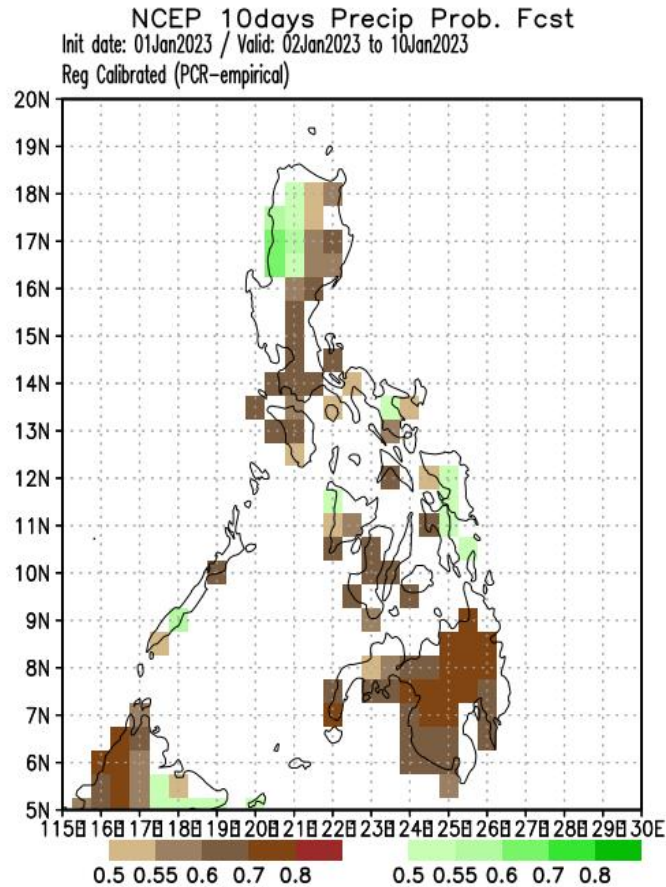 NCEP 10days Precip Prob. Fcst
Init date: 01Jan2023 / Valid: 02Jan2023 to 10Jan2023
Reg Calibrated (PCR-empirical)
20N
19N
18N
17N
16N
15N
14N
13N
12N
11N
10N
9N
8N
7N
6N
5N
115E 116E 117E 118E 119E 120E 121E 122E 123E 124E 125E 126E 127E 128E 129E 130E
0.5 0.55 0.6 0.7 0.8 0.5 0.55 0.6 0.7 0.8